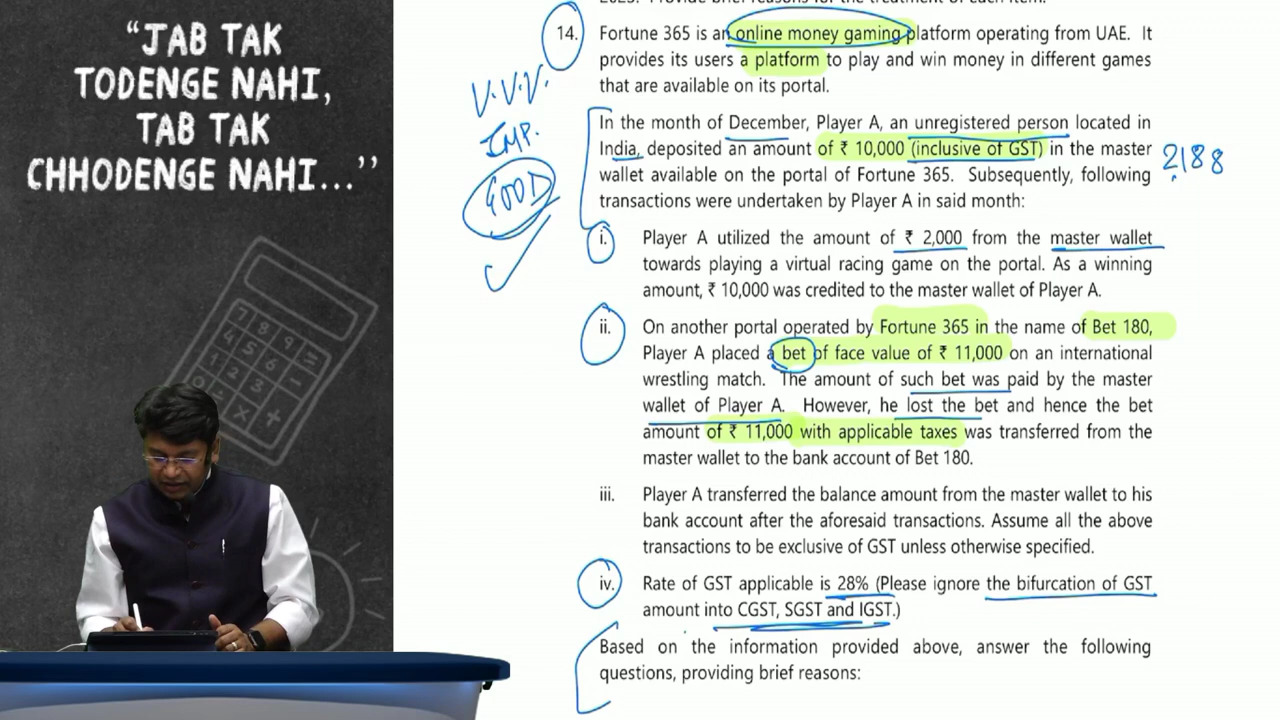 “JAB TAK
TODENGE NAHI,
TAB TAK
CHHODENGE NAHI...’’
2023. Provide brief reasons for the treatment of each item.
14. Fortune 365 is an online money gaming platform operating from UAE. It
provides its users a platform to play and win money in different games
that are available on its portal.
V.V.V.
IMP.
GOOD
In the month of December, Player A, an unregistered person located in
India, deposited an amount of ₹ 10,000 (inclusive of GST) in the master
wallet available on the portal of Fortune 365. Subsequently, following
transactions were undertaken by Player A in said month:
2188
i. Player A utilized the amount of ₹ 2,000 from the master wallet
towards playing a virtual racing game on the portal. As a winning
amount, ₹ 10,000 was credited to the master wallet of Player A.
ii. On another portal operated by Fortune 365 in the name of Bet 180,
Player A placed a bet of face value of ₹ 11,000 on an international
wrestling match. The amount of such bet was paid by the master
wallet of Player A. However, he lost the bet and hence the bet
amount of ₹ 11,000 with applicable taxes was transferred from the
master wallet to the bank account of Bet 180.
iii. Player A transferred the balance amount from the master wallet to his
bank account after the aforesaid transactions. Assume all the above
transactions to be exclusive of GST unless otherwise specified.
iv. Rate of GST applicable is 28% (Please ignore the bifurcation of GST
amount into CGST, SGST and IGST.)
Based on the information provided above, answer the following
questions, providing brief reasons: